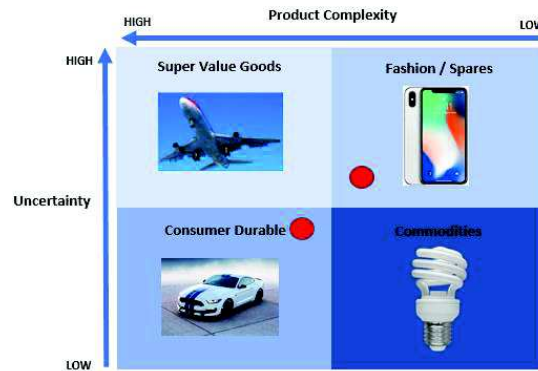 Product Complexity
HIGH
LOW
HIGH
Super Value Goods
Fashion / Spares
Uncertainty
Consumer Durable
Commodities
LOW